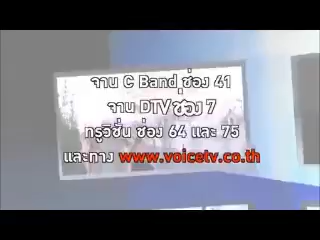 จาน C Band ช่อง 41
จาน DTV ช่อง 7
ทรูวิชั่น ช่อง 64 และ 75
และทาง www.voicetv.co.th